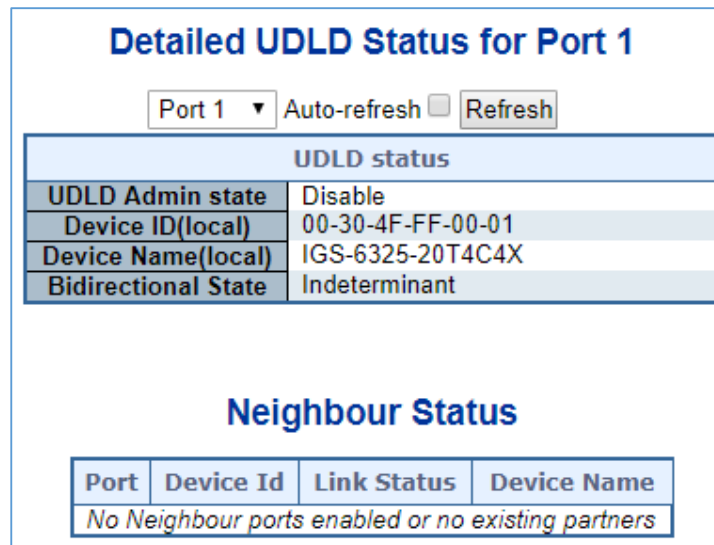 Detailed UDLD Status for Port 1
Port 1 Auto-refresh Refresh
UDLD status
UDLD Admin state Disable
Device ID(local) 00-30-4F-FF-00-01
Device Name(local) IGS-6325-20T4C4X
Bidirectional State Indeterminant
Neighbour Status
Port Device Id Link Status Device Name
No Neighbour ports enabled or no existing partners